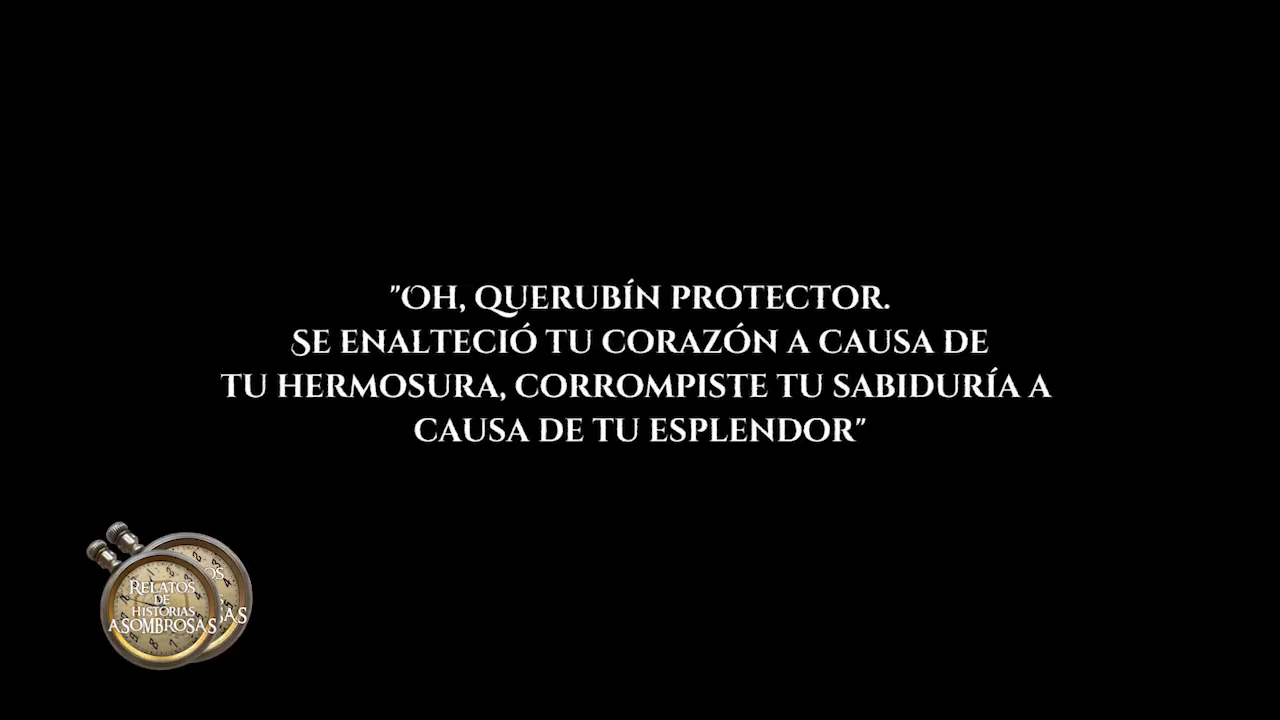 "Oh, querubín protector.
Se enalteció tu corazón a causa de
tu hermosura, corrompiste tu sabiduría a
causa de tu esplendor"
Relatos
de
Historias
Asombrosas